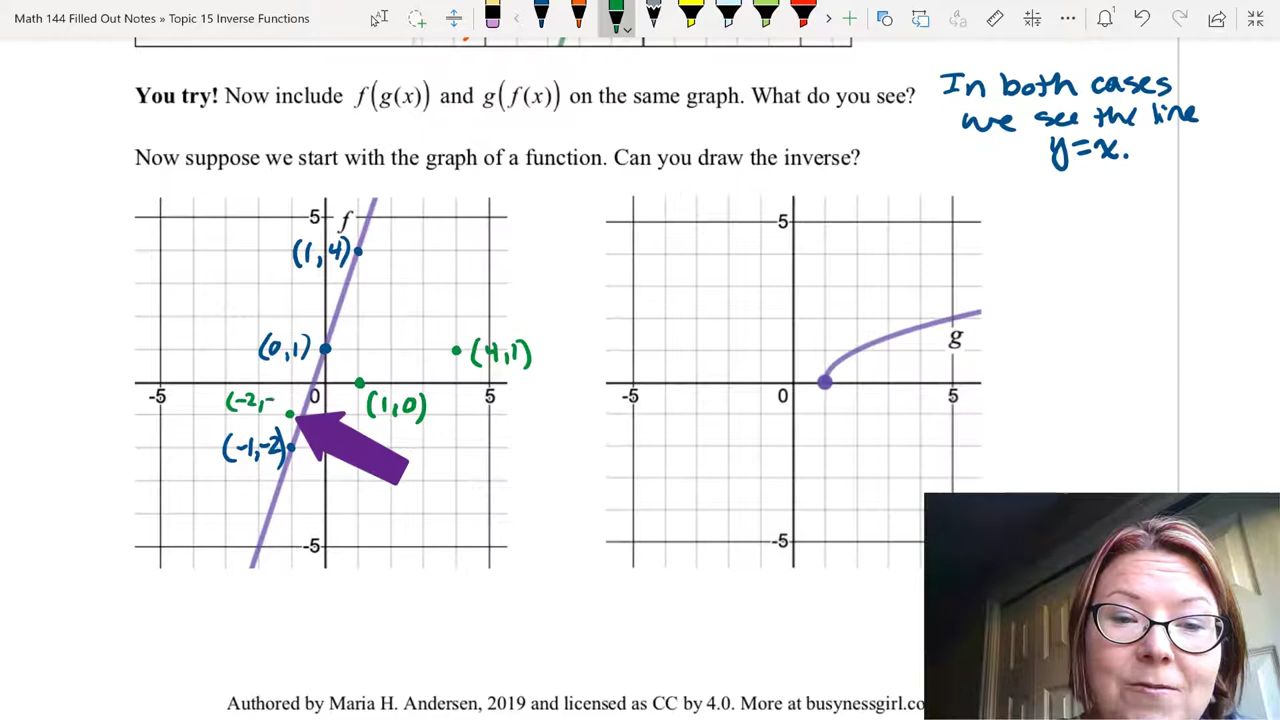 Math 144 Filled Out Notes » Topic 15 Inverse Functions
You try! Now include f(g(x)) and g(f(x)) on the same graph. What do you see?
In both cases
we see the line
y=x.
Now suppose we start with the graph of a function. Can you draw the inverse?
5
f
(1,4)
(0,1)
(4,1)
-5
0
5
(-2,-
(1,0)
(-1,-2)
-5
5
g
-5
0
5
-5
Authored by Maria H. Andersen, 2019 and licensed as CC by 4.0. More at busynessgirl.co